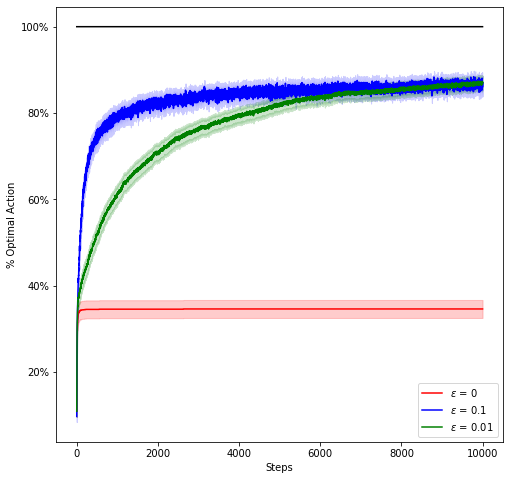 100%
80%
60%
40%
20%
% Optimal Action
0 2000 4000 6000 8000 10000
Steps
ε = 0
ε = 0.1
ε = 0.01